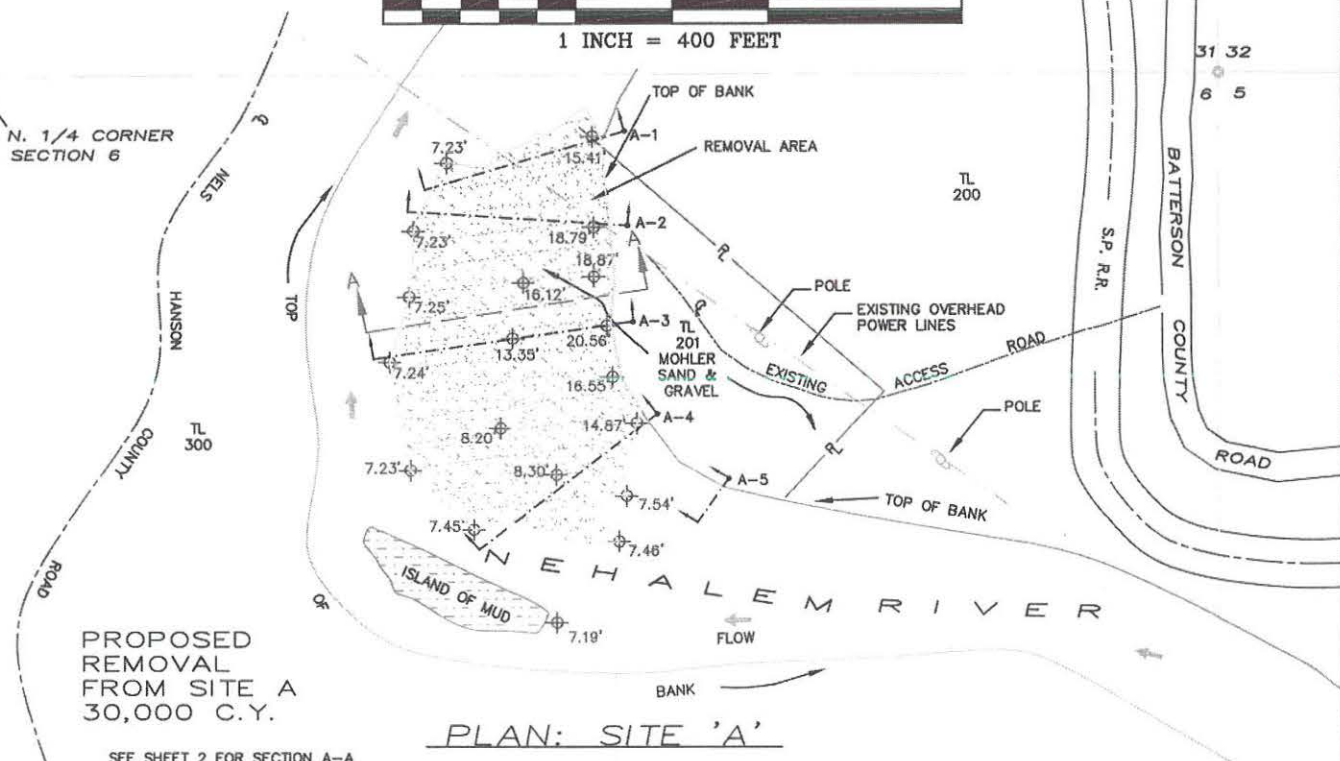 1 INCH = 400 FEET
31 32
6 5
N. 1/4 CORNER
SECTION 6
TOP OF BANK
A-1
15.41'
7.23'
REMOVAL AREA
TL
200
℄ NELS
HANSON
COUNTY
ROAD
TOP
OF
BANK
A-2
18.79'
7.23'
A
A
18.87'
16.12'
7.25'
A-3
20.56'
13.35'
7.24'
TL
201
MOHLER
SAND &
GRAVEL
℄
EXISTING
ACCESS
ROAD
POLE
EXISTING OVERHEAD
POWER LINES
PL
PL
POLE
S.P. R.R.
BATTERSON
COUNTY
ROAD
TL
300
16.55'
A-4
14.87'
8.20'
8.30'
7.23'
A-5
7.54'
7.45'
7.46'
TOP OF BANK
NEHALEM RIVER
ISLAND OF MUD
7.19'
FLOW
PROPOSED
REMOVAL
FROM SITE A
30,000 C.Y.
PLAN: SITE 'A'
SEE SHEET 2 FOR SECTION A-A